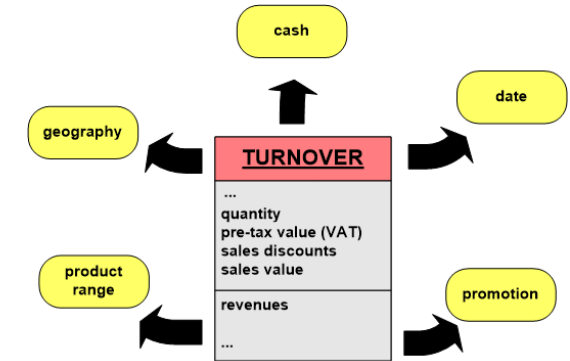 cash
date
geography
TURNOVER
...
quantity
pre-tax value (VAT)
sales discounts
sales value
product
range
revenues
promotion
...